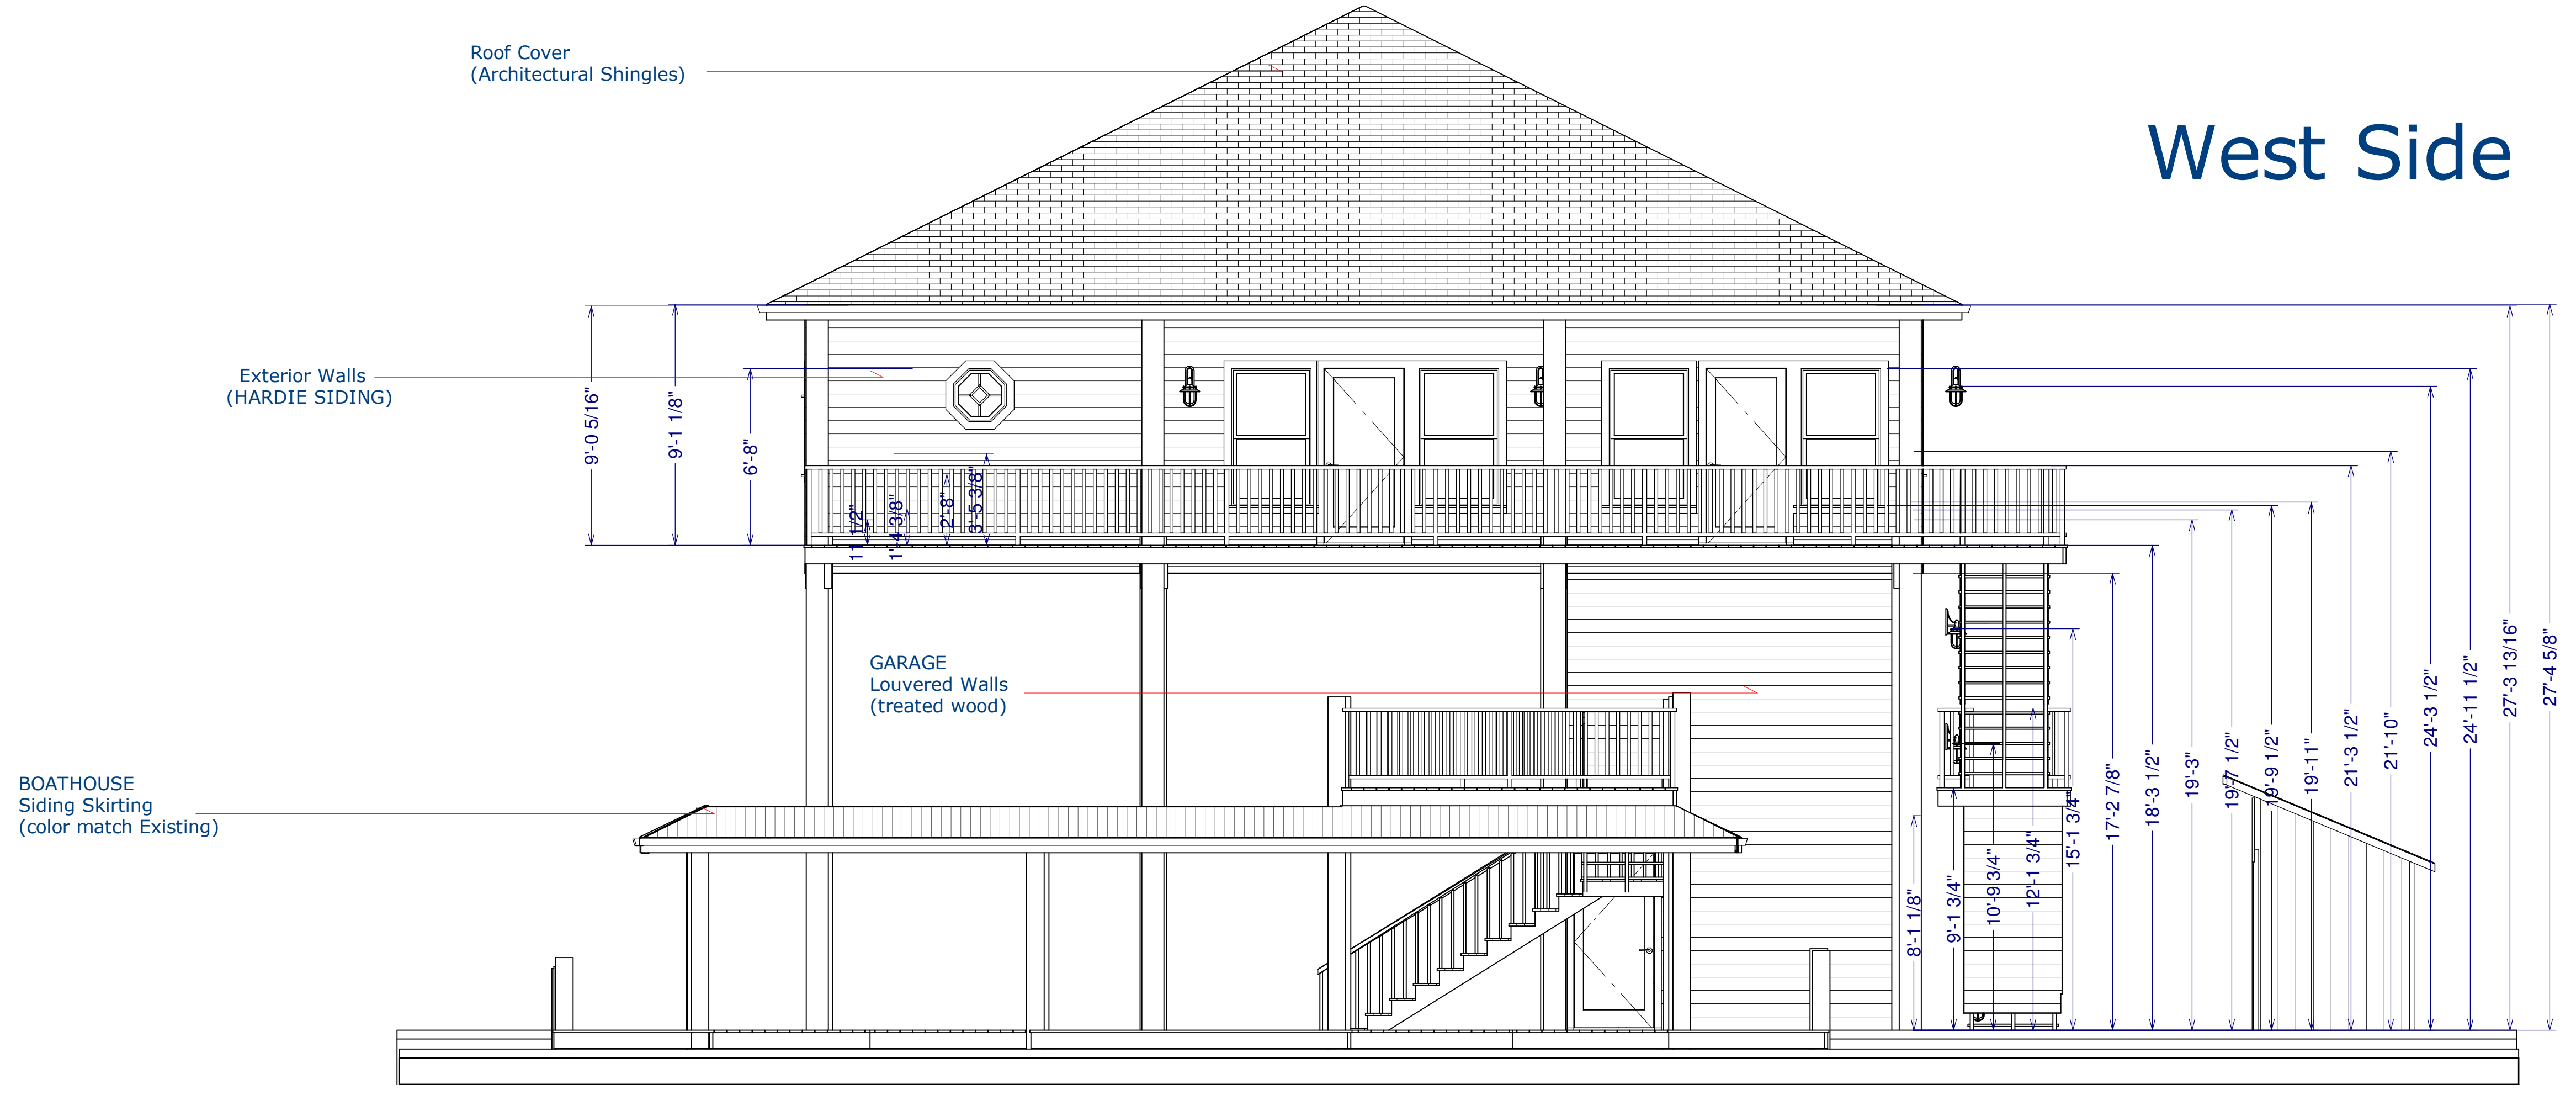 Roof Cover
(Architectural Shingles)
West Side
Exterior Walls
(HARDIE SIDING)
9'-0 5/16"
9'-1 1/8"
6'-8"
11 1/2"
1'-4 3/8"
2'-8"
3'-5 3/8"
GARAGE
Louvered Walls
(treated wood)
BOATHOUSE
Siding Skirting
(color match Existing)
8'-1 1/8"
9'-1 3/4"
10'-9 3/4"
12'-1 3/4"
15'-1 3/4"
17'-2 7/8"
18'-3 1/2"
19'-3"
19'-7 1/2"
19'-9 1/2"
19'-11"
21'-3 1/2"
21'-10"
24'-3 1/2"
24'-11 1/2"
27'-3 13/16"
27'-4 5/8"